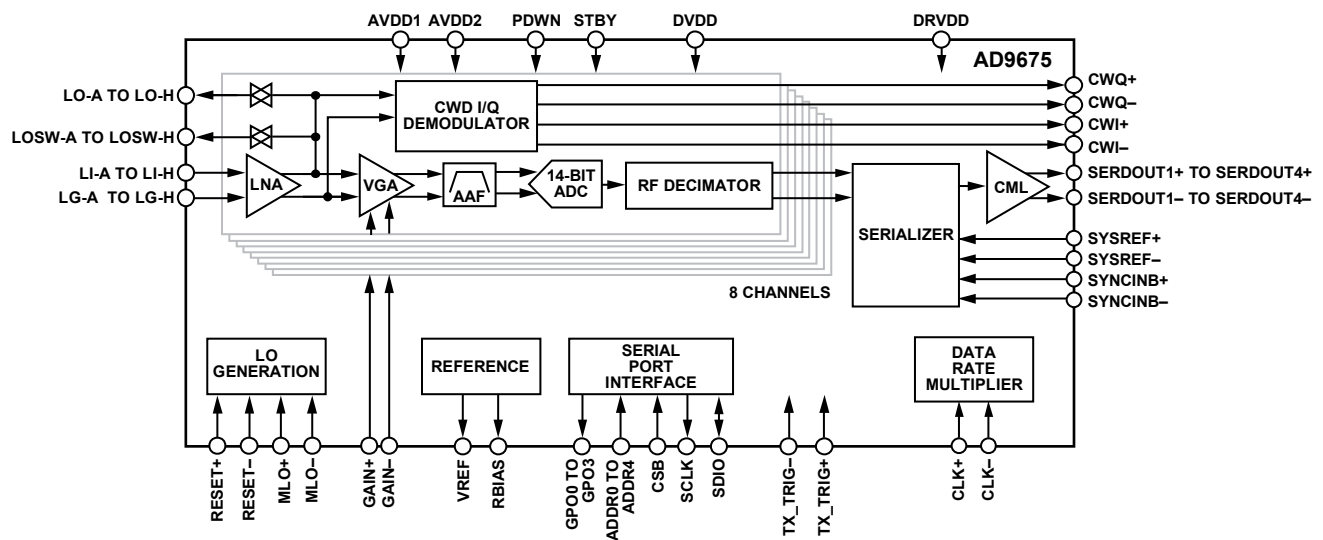 AVDD1 AVDD2 PDWN STBY DVDD DRVDD
AD9675
LO-A TO LO-H
LOSW-A TO LOSW-H
LI-A TO LI-H
LG-A TO LG-H
CWD I/Q
DEMODULATOR
LNA
VGA
AAF
14-BIT
ADC
RF DECIMATOR
SERIALIZER
CML
8 CHANNELS
CWQ+
CWQ–
CWI+
CWI–
SERDOUT1+ TO SERDOUT4+
SERDOUT1– TO SERDOUT4–
SYSREF+
SYSREF–
SYNCINB+
SYNCINB–
LO
GENERATION
REFERENCE
SERIAL
PORT
INTERFACE
DATA
RATE
MULTIPLIER
RESET+
RESET–
MLO+
MLO–
GAIN+
GAIN–
VREF
RBIAS
GPO0 TO
GPO3
ADDR0 TO
ADDR4
CSB
SCLK
SDIO
TX_TRIG–
TX_TRIG+
CLK+
CLK–